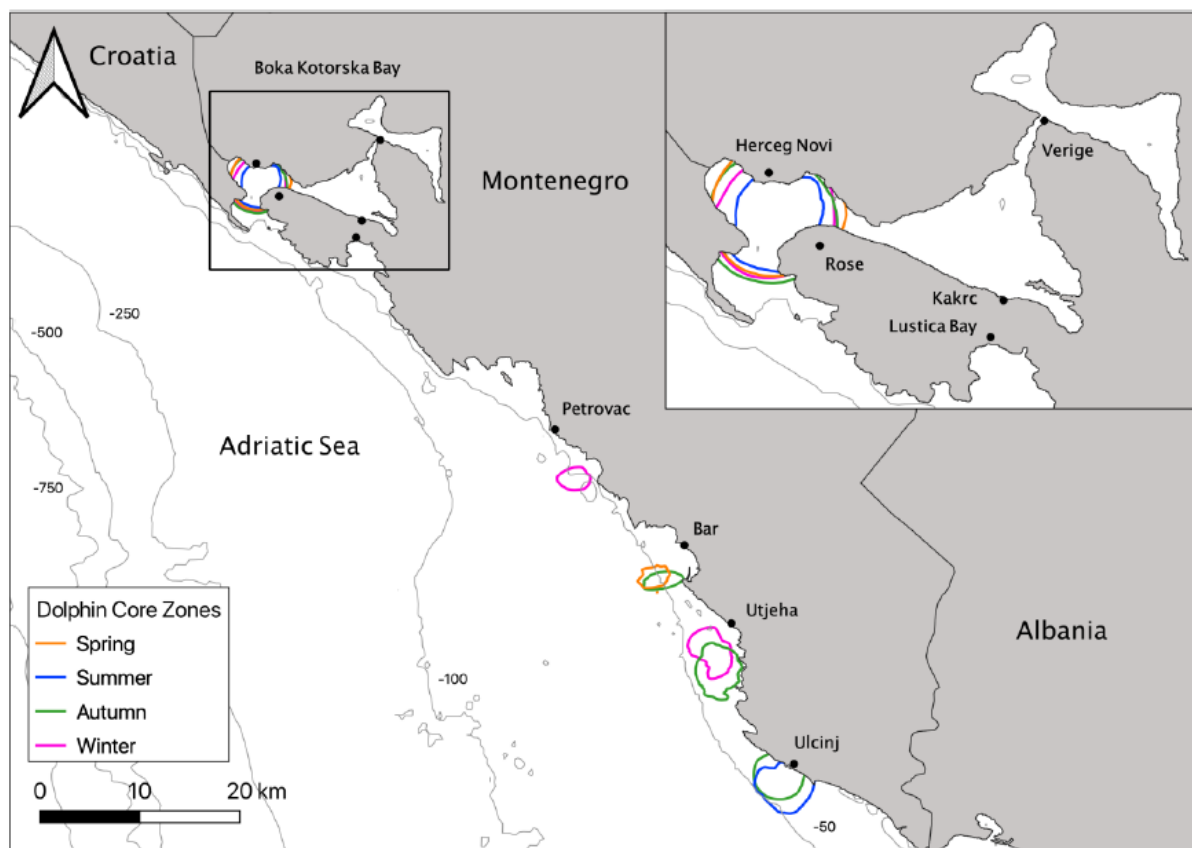 Croatia
Boka Kotorska Bay
Montenegro
Herceg Novi
Verige
Rose
Kakrc
Lustica Bay
-250
-500
Petrovac
Adriatic Sea
-750
Bar
Dolphin Core Zones
Spring
Summer
Autumn
Winter
Utjeha
Albania
-100
Ulcinj
0 10 20 km
-50